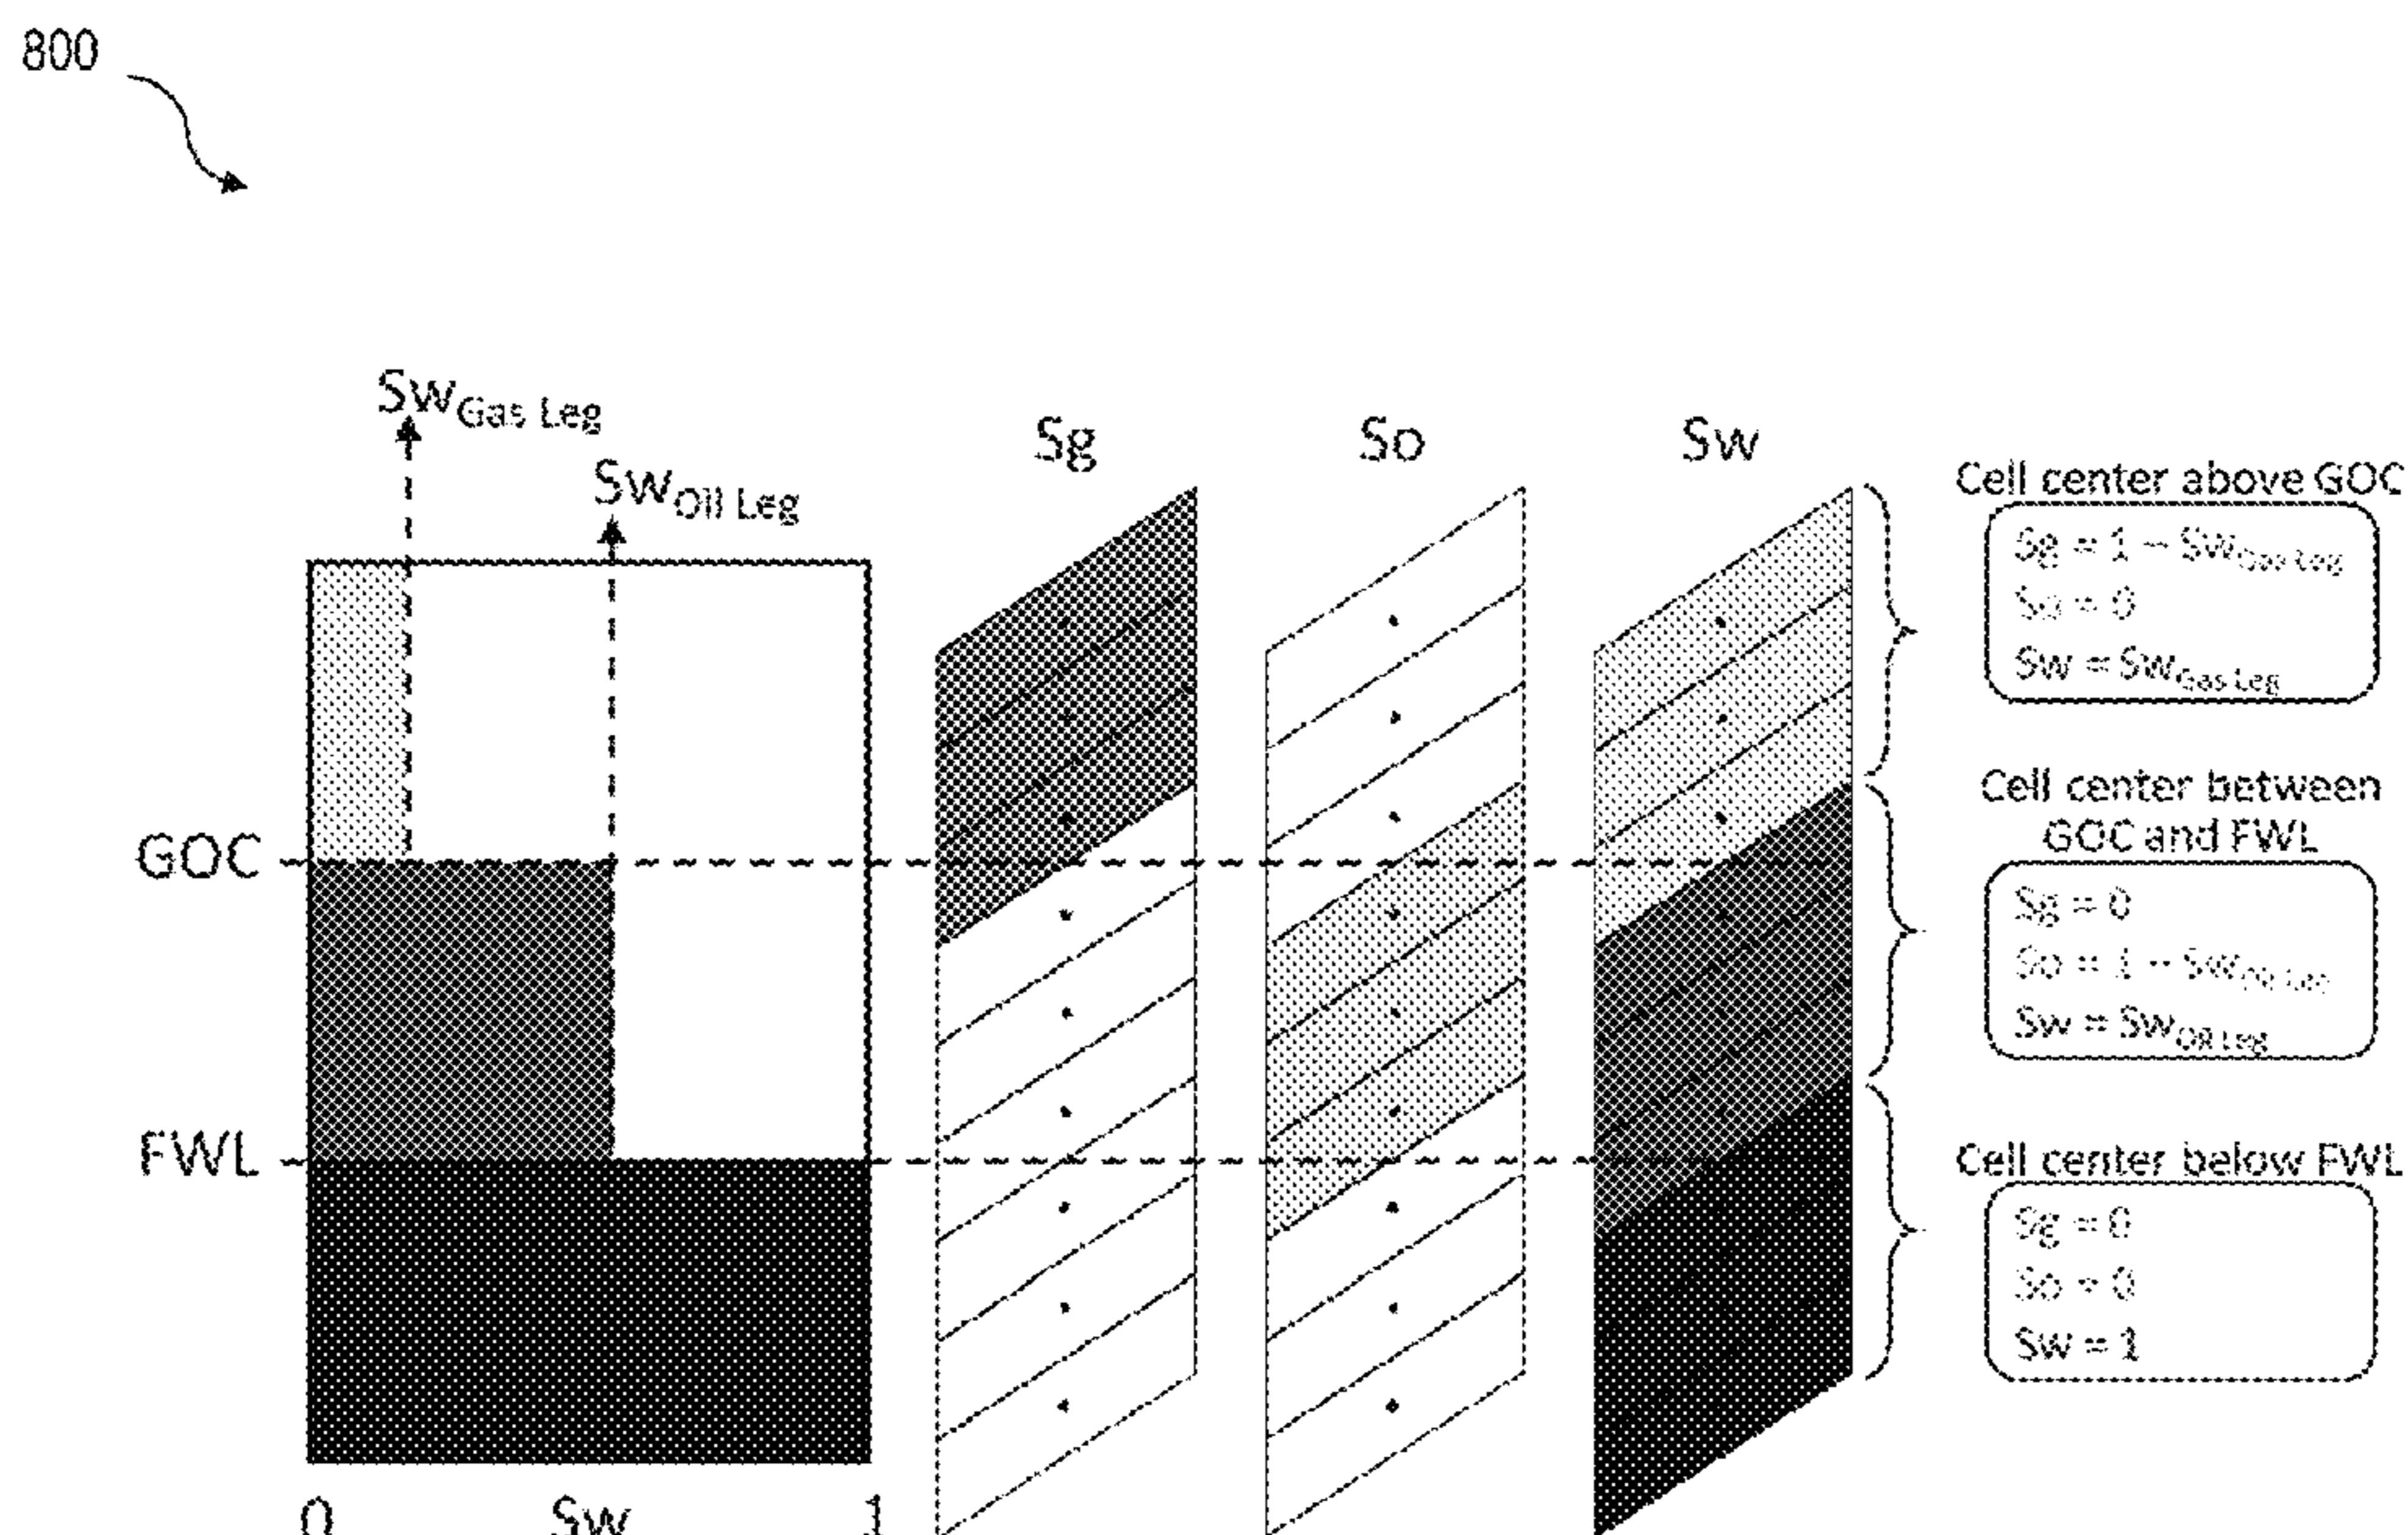 800
SwGas Leg
SwOil Leg
Sg
So
Sw
Cell center above GOC
Sg = 1 – SwGas Leg
So = 0
Sw = SwGas Leg
GOC
Cell center between
GOC and FWL
Sg = 0
So = 1 – SwOil Leg
Sw = SwOil Leg
FWL
Cell center below FWL
Sg = 0
So = 0
Sw = 1
0
Sw
1